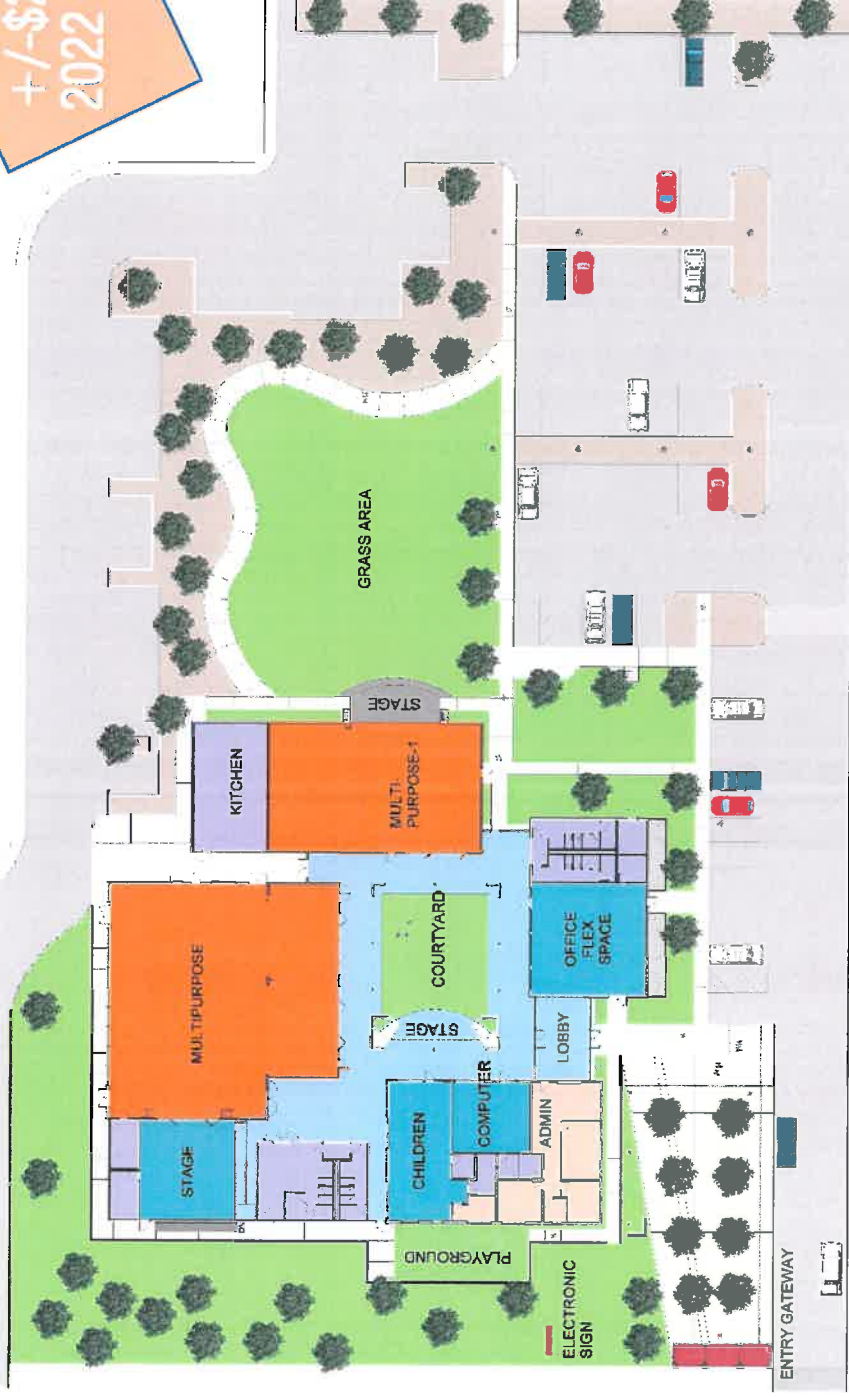 +/-$
2022
GRASS AREA
STAGE
KITCHEN
MULTI-
PURPOSE-1
MULTIPURPOSE
COURTYARD
STAGE
OFFICE
FLEX
SPACE
LOBBY
STAGE
CHILDREN
COMPUTER
ADMIN
PLAYGROUND
ELECTRONIC
SIGN
ENTRY GATEWAY